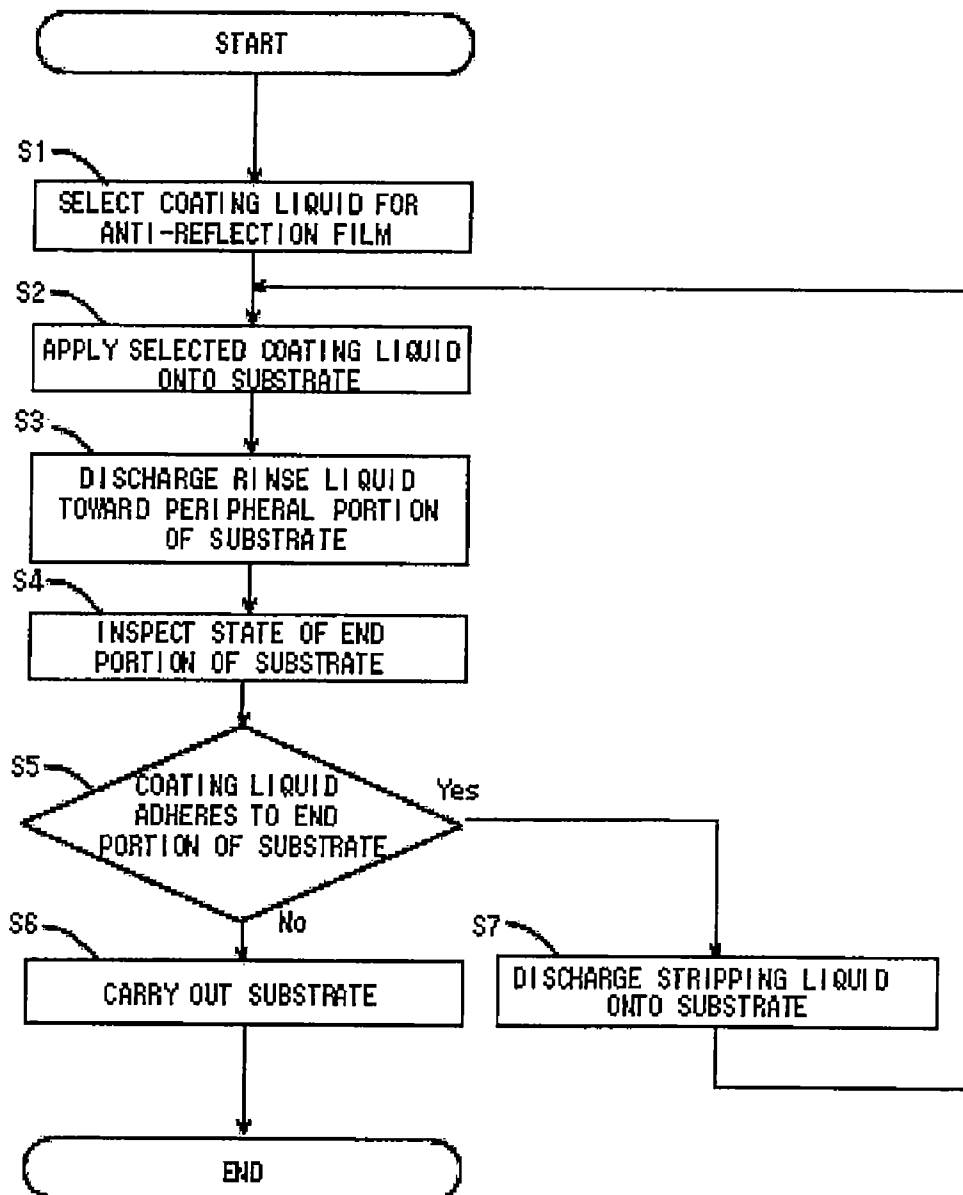 START
S1
SELECT COATING LIQUID FOR
ANTI-REFLECTION FILM
S2
APPLY SELECTED COATING LIQUID
ONTO SUBSTRATE
S3
DISCHARGE RINSE LIQUID
TOWARD PERIPHERAL PORTION
OF SUBSTRATE
S4
INSPECT STATE OF END
PORTION OF SUBSTRATE
S5
COATING LIQUID
ADHERES TO END
PORTION OF SUBSTRATE
Yes
No
S6
CARRY OUT SUBSTRATE
S7
DISCHARGE STRIPPING LIQUID
ONTO SUBSTRATE
END